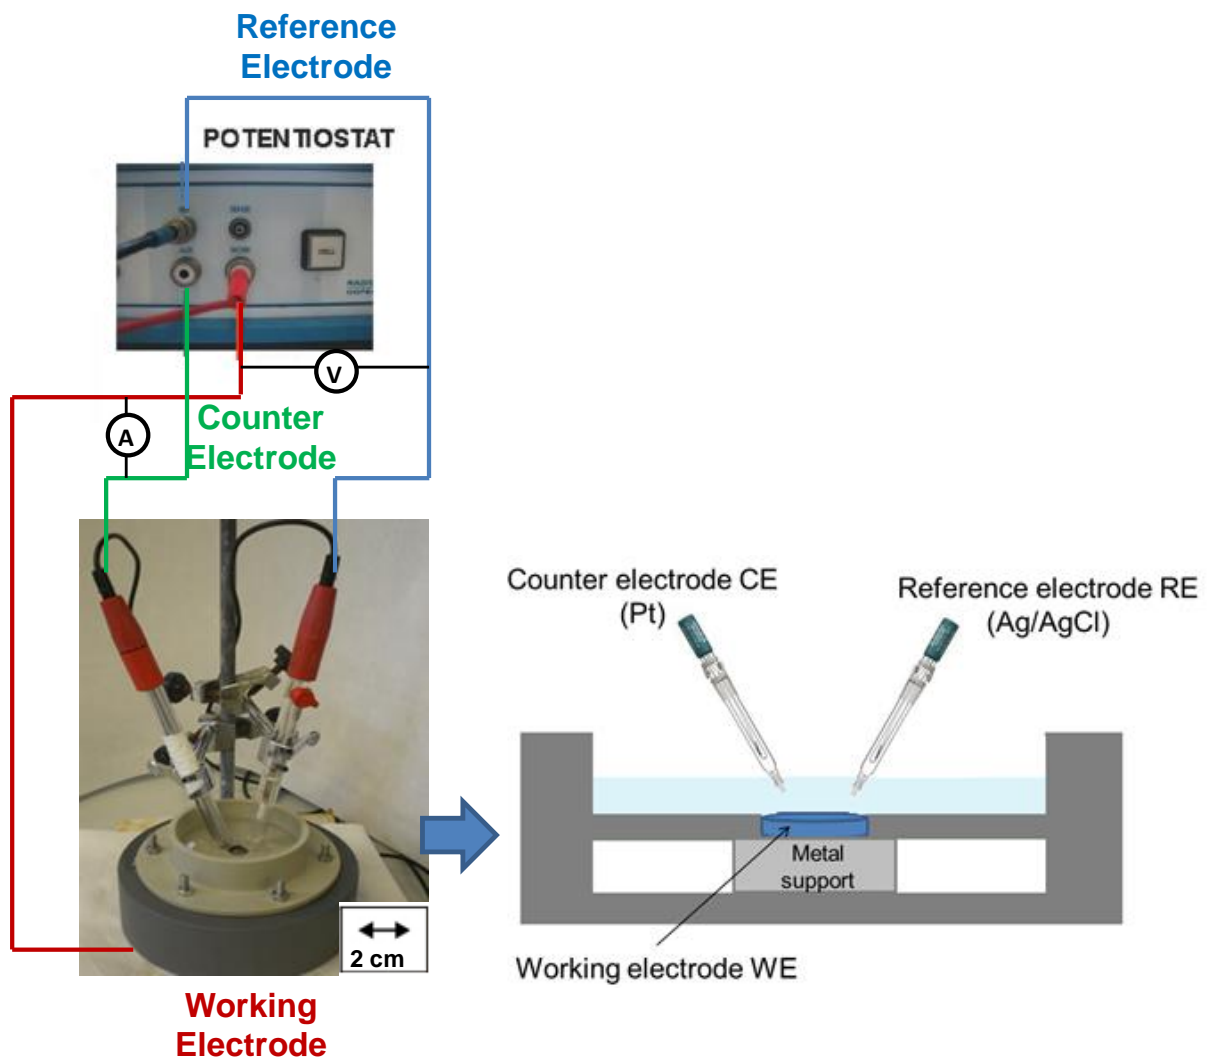 Reference
Electrode
POTENTIOSTAT
V
A
Counter
Electrode
2 cm
Working
Electrode
Counter electrode CE
(Pt)
Reference electrode RE
(Ag/AgCl)
Metal
support
Working electrode WE